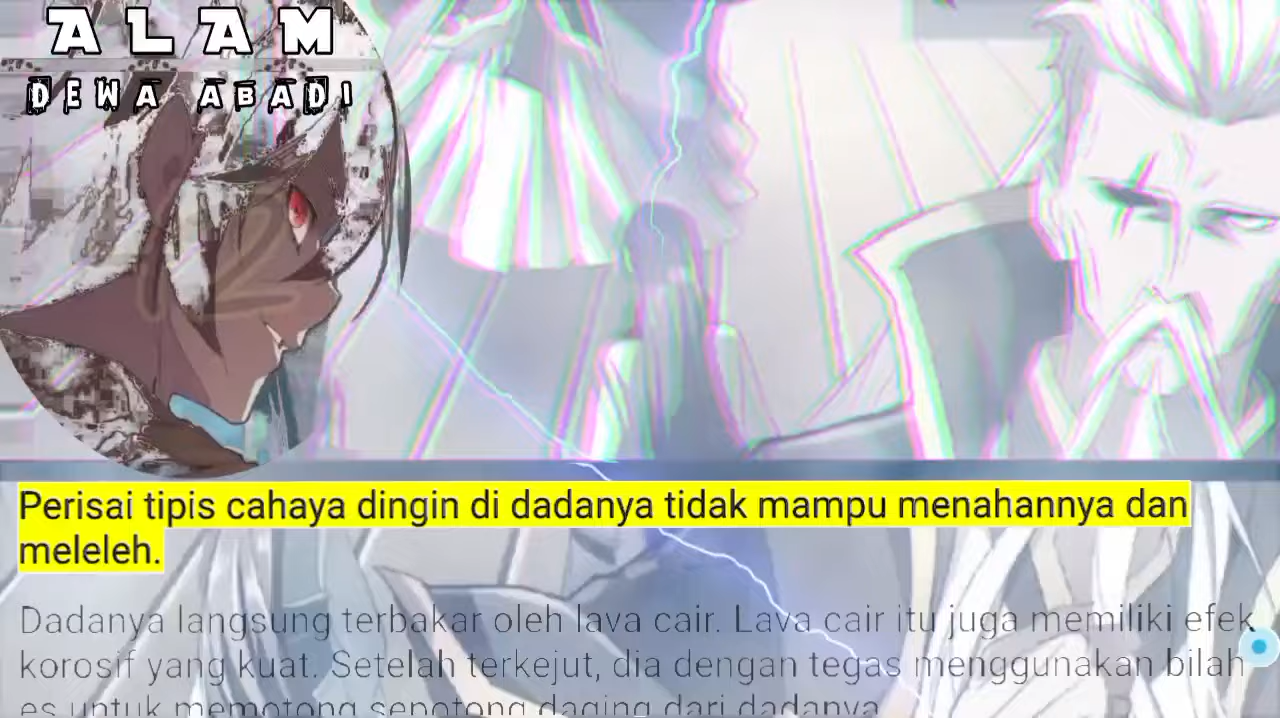 ALAM
DEWA ABADI
Perisai tipis cahaya dingin di dadanya tidak mampu menahannya dan
meleleh.
Dadanya langsung terbakar oleh lava cair. Lava cair itu juga memiliki efek
korosif yang kuat. Setelah terkejut, dia dengan tegas menggunakan bilah
es untuk memotong sepotong daging dari dadanya.